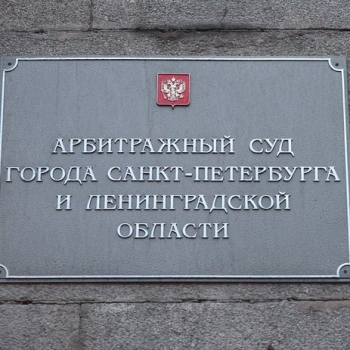 АРБИТРАЖНЫЙ СУД
ГОРОДА САНКТ-ПЕТЕРБУРГА
И ЛЕНИНГРАДСКОЙ
ОБЛАСТИ